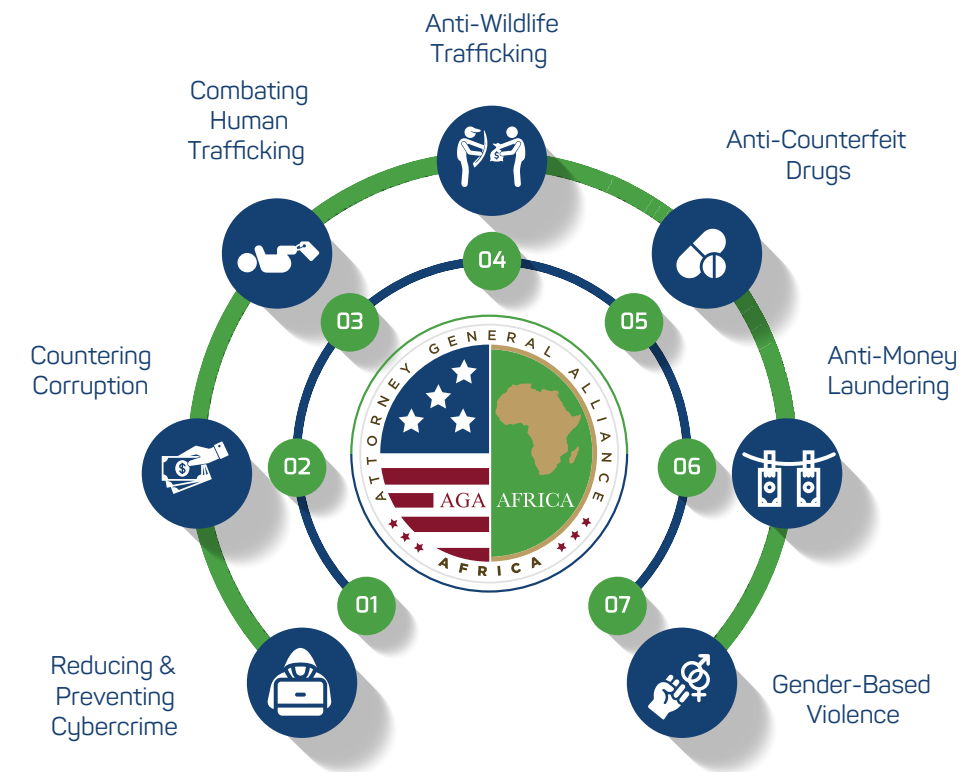 Anti-Wildlife
Trafficking
Combating
Human
Trafficking
Anti-Counterfeit
Drugs
04
03
05
Countering
Corruption
Anti-Money
Laundering
02
06
ATTORNEY GENERAL ALLIANCE
AGA AFRICA
AFRICA
01
07
Reducing &
Preventing
Cybercrime
Gender-Based
Violence
$
$